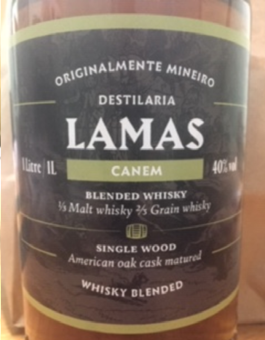 ORIGINALMENTE MINEIRO
DESTILARIA
LAMAS
1 Litre 1L CANEM 40% vol
BLENDED WHISKY
⅓ Malt whisky ⅔ Grain whisky
SINGLE WOOD
American oak cask matured
WHISKY BLENDED